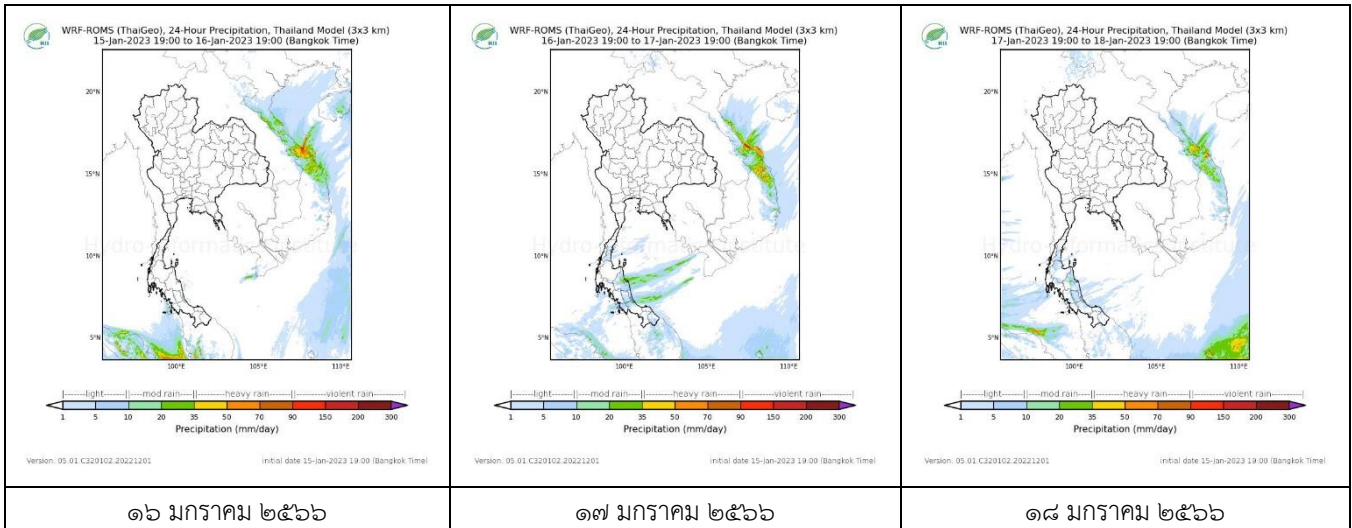 WRF-ROMS (ThaiGeo), 24-Hour Precipitation, Thailand Model (3x3 km)
15-Jan-2023 19:00 to 16-Jan-2023 19:00 (Bangkok Time)
HII
20°N
15°N
10°N
5°N
100°E 105°E 110°E
Hydro-Informatics Institute
light mod rain heavy rain violent rain
1 5 10 20 35 50 70 90 150 200 300
Precipitation (mm/day)
Version: 05.01.C320102.20221201 initial date 15-Jan-2023 19:00 (Bangkok Time)
๑๖ มกราคม ๒๕๖๖
WRF-ROMS (ThaiGeo), 24-Hour Precipitation, Thailand Model (3x3 km)
16-Jan-2023 19:00 to 17-Jan-2023 19:00 (Bangkok Time)
HII
20°N
15°N
10°N
5°N
100°E 105°E 110°E
Hydro-Informatics Institute
light mod rain heavy rain violent rain
1 5 10 20 35 50 70 90 150 200 300
Precipitation (mm/day)
Version: 05.01.C320102.20221201 initial date 15-Jan-2023 19:00 (Bangkok Time)
๑๗ มกราคม ๒๕๖๖
WRF-ROMS (ThaiGeo), 24-Hour Precipitation, Thailand Model (3x3 km)
17-Jan-2023 19:00 to 18-Jan-2023 19:00 (Bangkok Time)
HII
20°N
15°N
10°N
5°N
100°E 105°E 110°E
Hydro-Informatics Institute
light mod.rain heavy rain violent rain
1 5 10 20 35 50 70 90 150 200 300
Precipitation (mm/day)
Version: 05.01.C320102.20221201 initial date 15-Jan-2023 19:00 (Bangkok Time)
๑๘ มกราคม ๒๕๖๖